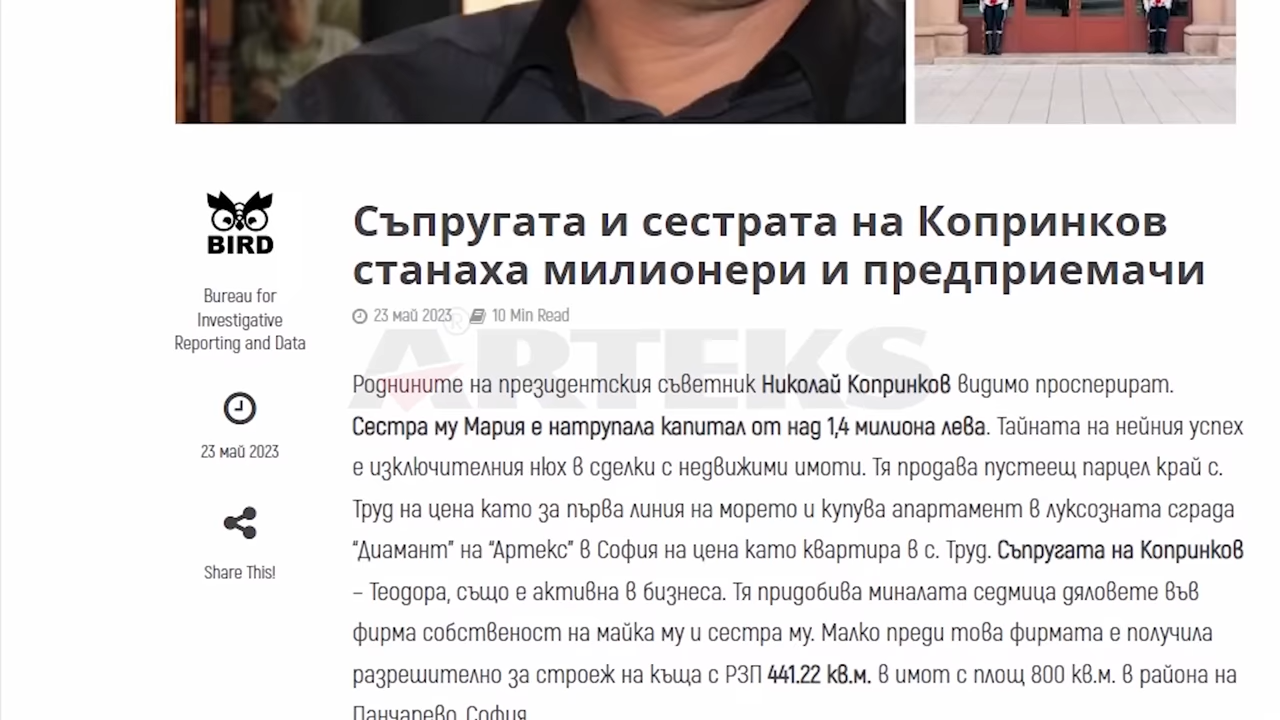 BIRD
Bureau for
Investigative
Reporting and Data
23 май 2023
Share This!
Съпругата и сестрата на Копринков
станаха милионери и предприемачи
23 май 2023 10 Min Read
ARTEKS ®
Роднините на президентския съветник Николай Копринков видимо просперират.
Сестра му Мария е натрупала капитал от над 1,4 милиона лева. Тайната на нейния успех
е изключителния нюх в сделки с недвижими имоти. Тя продава пустеещ парцел край с.
Труд на цена като за първа линия на морето и купува апартамент в луксозната сграда
“Диамант” на “Артекс” в София на цена като квартира в с. Труд. Съпругата на Копринков
– Теодора, също е активна в бизнеса. Тя придобива миналата седмица дяловете във
фирма собственост на майка му и сестра му. Малко преди това фирмата е получила
разрешително за строеж на къща с РЗП 441.22 кв.м. в имот с площ 800 кв.м. в района на
Панчарево, София.